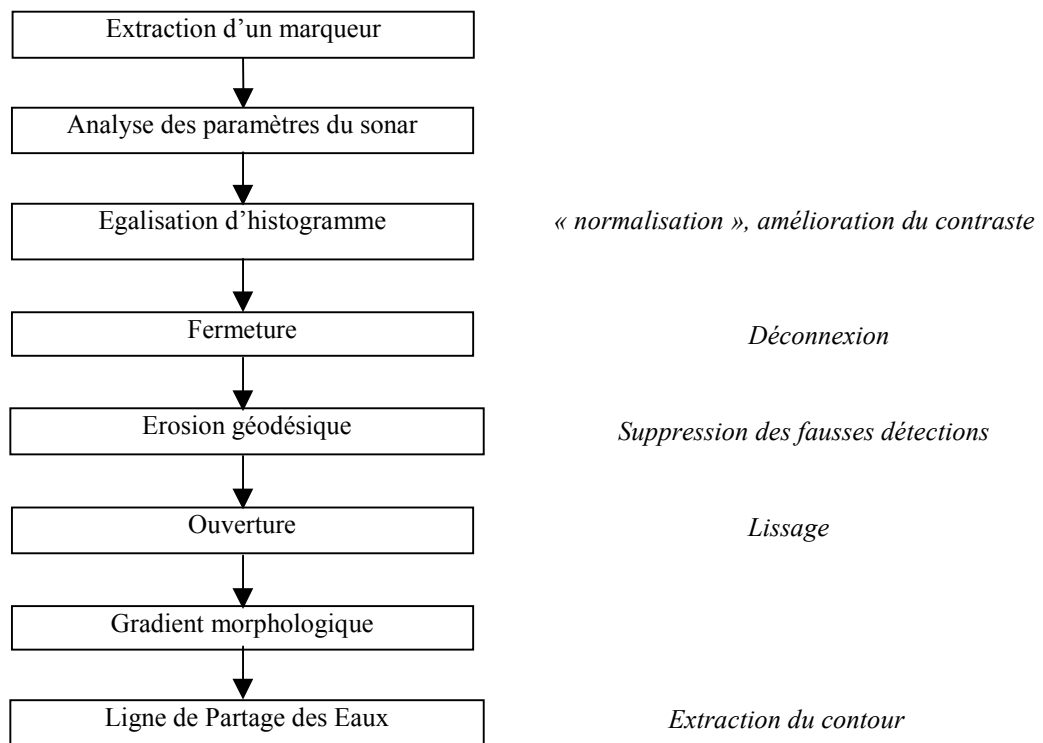 Extraction d’un marqueur
Analyse des paramètres du sonar
Egalisation d’histogramme
« normalisation », amélioration du contraste
Fermeture
Déconnexion
Erosion géodésique
Suppression des fausses détections
Ouverture
Lissage
Gradient morphologique
Ligne de Partage des Eaux
Extraction du contour